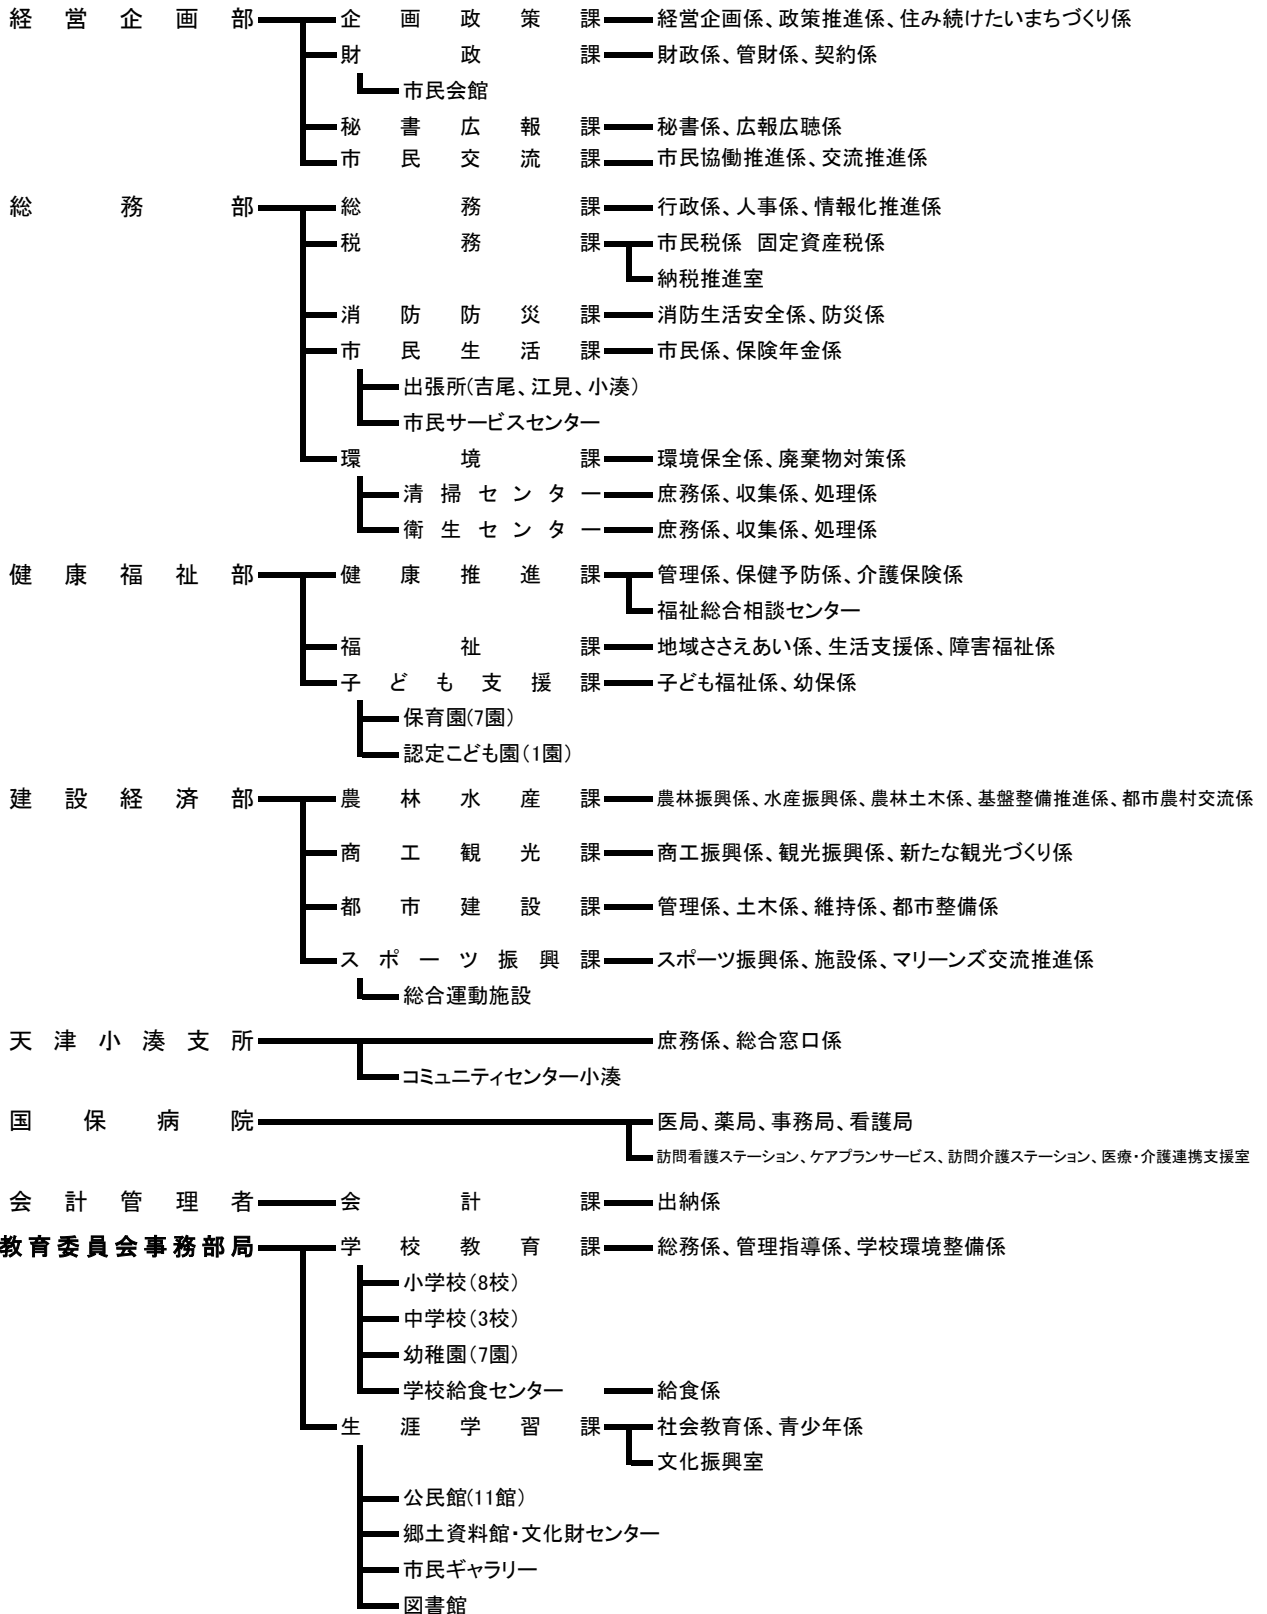 経営企画部 企画政策課 経営企画係、政策推進係、住み続けたいまちづくり係
財政課 財政係、管財係、契約係
市民会館
秘書広報課 秘書係、広報広聴係
市民交流課 市民協働推進係、交流推進係
総務部 総務課 行政係、人事係、情報化推進係
税務課 市民税係 固定資産税係
納税推進室
消防防災課 消防生活安全係、防災係
市民生活課 市民係、保険年金係
出張所(吉尾、江見、小湊)
市民サービスセンター
環境課 環境保全係、廃棄物対策係
清掃センター 庶務係、収集係、処理係
衛生センター 庶務係、収集係、処理係
健康福祉部 健康推進課 管理係、保健予防係、介護保険係
福祉総合相談センター
福祉課 地域ささえあい係、生活支援係、障害福祉係
子ども支援課 子ども福祉係、幼保係
保育園(7園)
認定こども園(1園)
建設経済部 農林水産課 農林振興係、水産振興係、農林土木係、基盤整備推進係、都市農村交流係
商工観光課 商工振興係、観光振興係、新たな観光づくり係
都市建設課 管理係、土木係、維持係、都市整備係
スポーツ振興課 スポーツ振興係、施設係、マリーンズ交流推進係
総合運動施設
天津小湊支所 庶務係、総合窓口係
コミュニティセンター小湊
国保病院 医局、薬局、事務局、看護局
訪問看護ステーション、ケアプランサービス、訪問介護ステーション、医療・介護連携支援室
会計管理者 会計課 出納係
教育委員会事務部局 学校教育課 総務係、管理指導係、学校環境整備係
小学校(8校)
中学校(3校)
幼稚園(7園)
学校給食センター 給食係
生涯学習課 社会教育係、青少年係
文化振興室
公民館(11館)
郷土資料館・文化財センター
市民ギャラリー
図書館